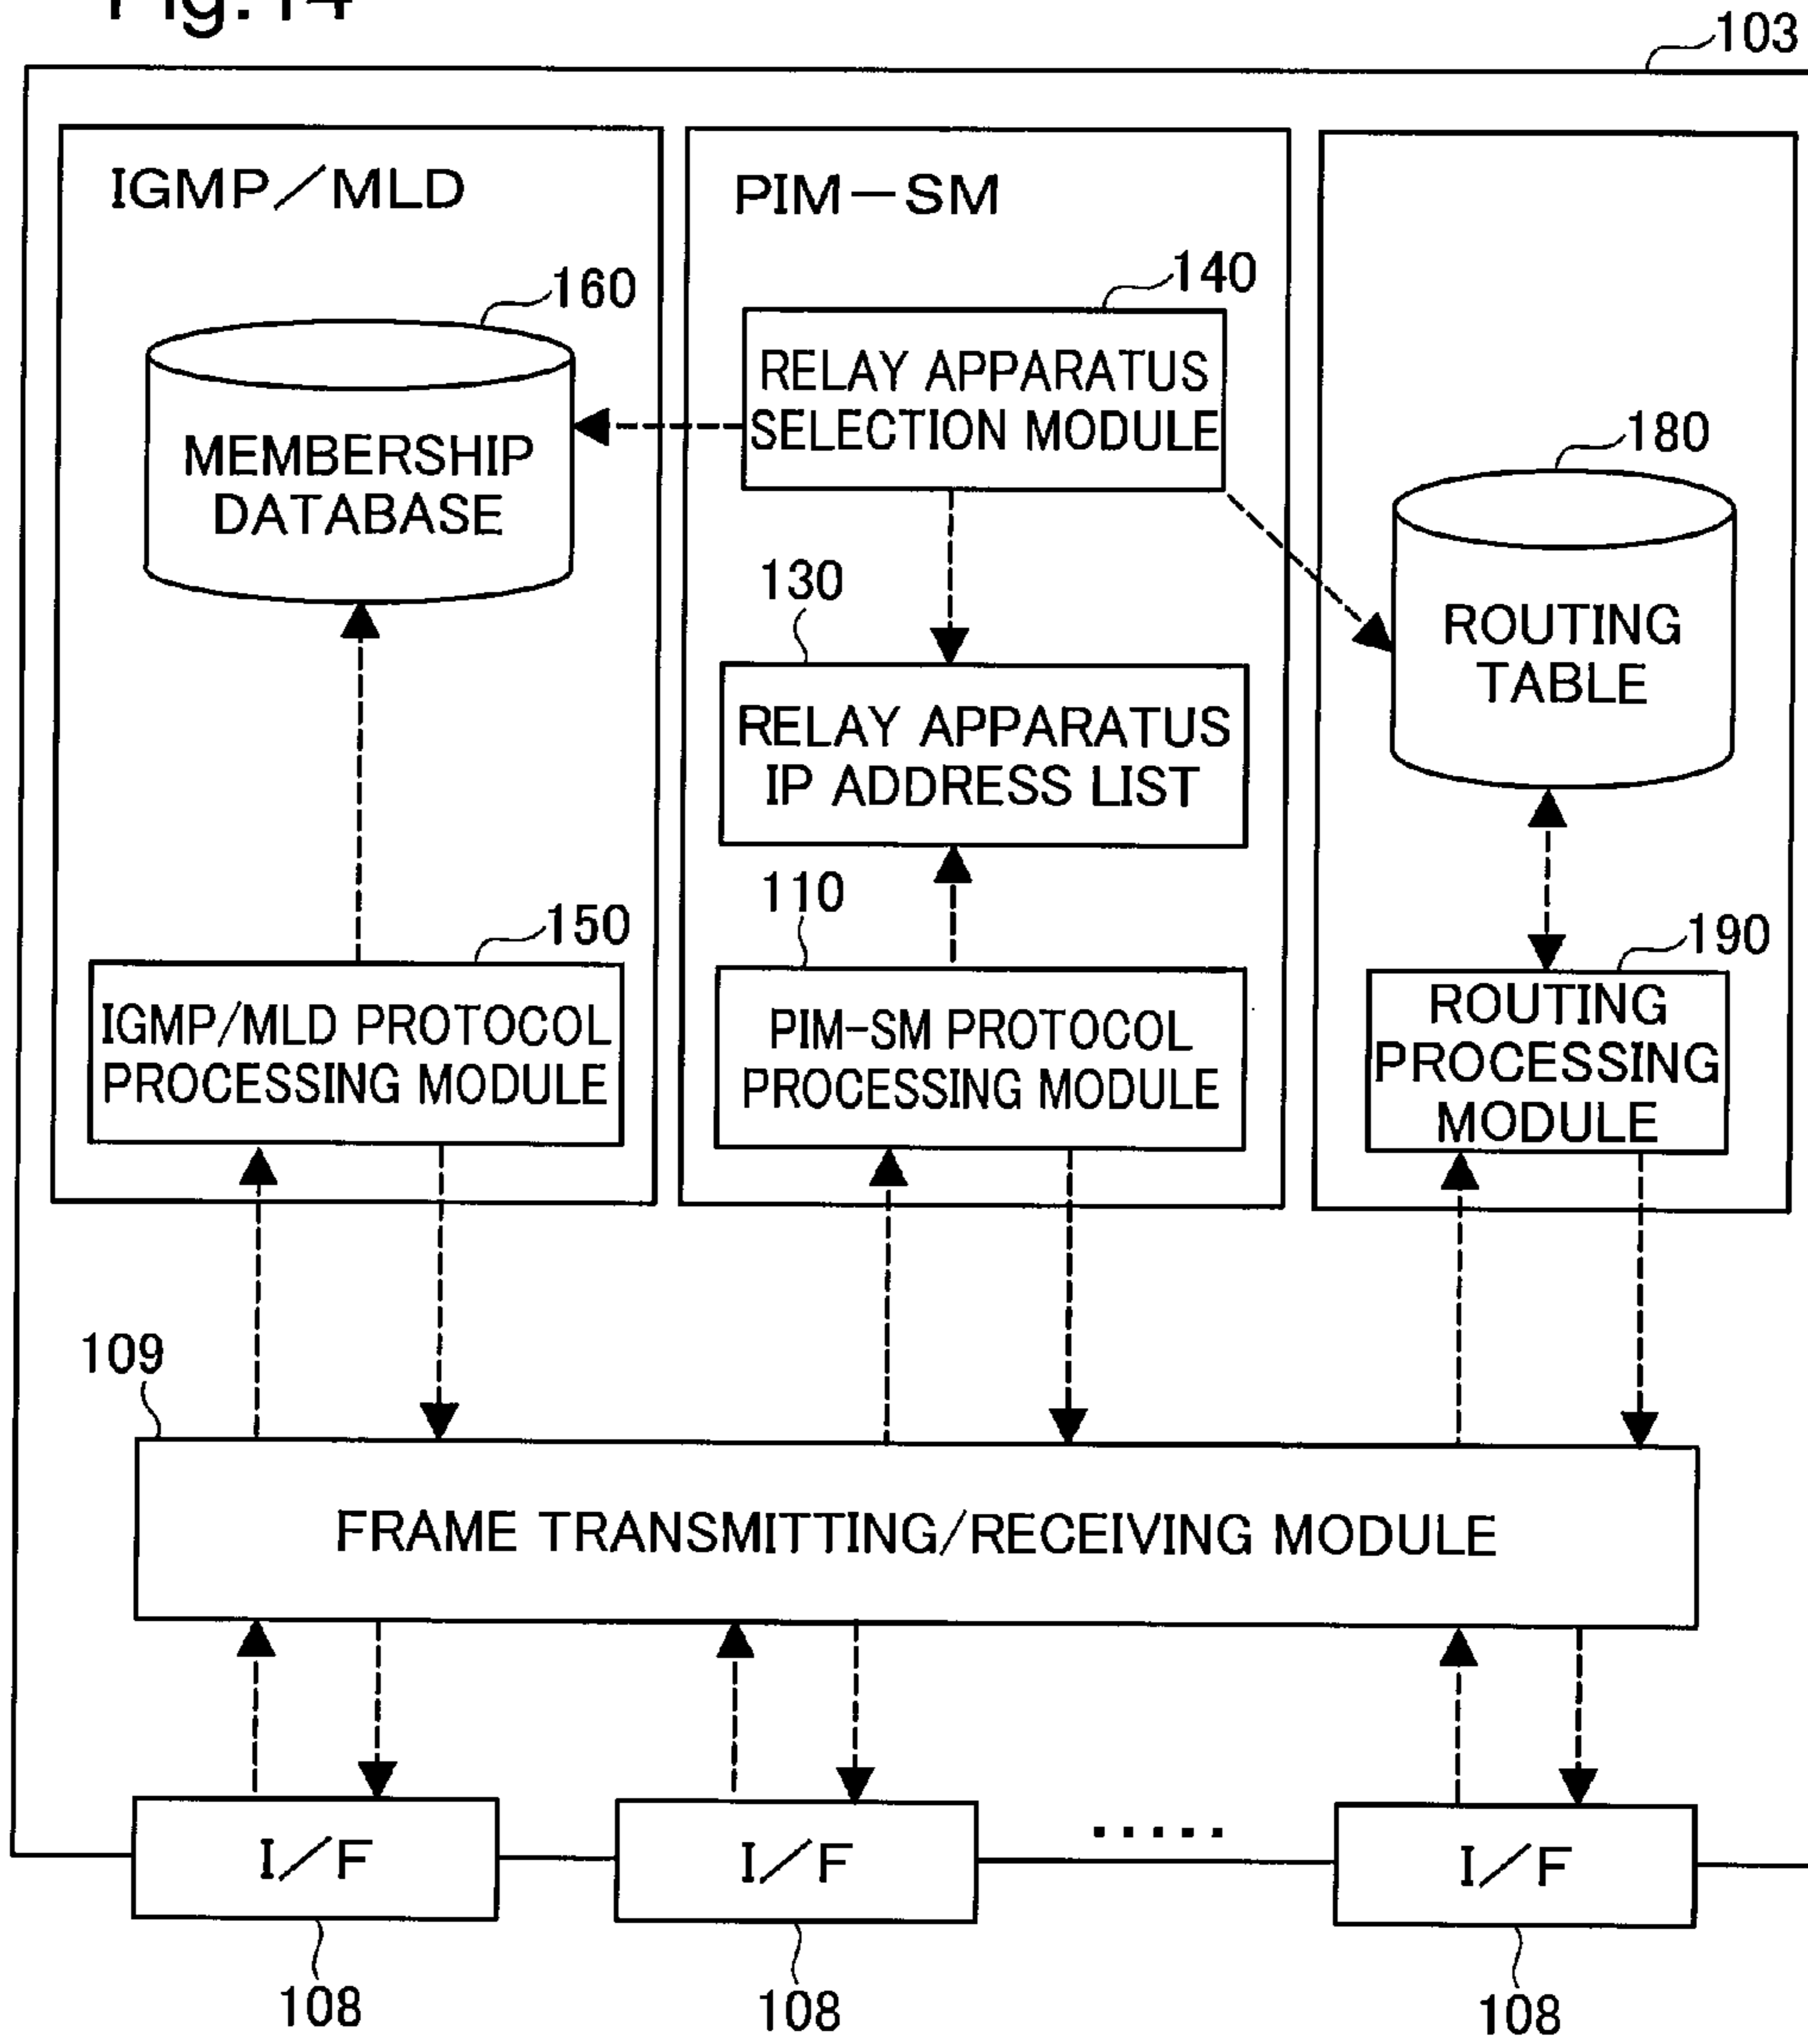 Fig.14
103
IGMP/MLD
PIM-SM
160
140
RELAY APPARATUS
SELECTION MODULE
MEMBERSHIP
DATABASE
180
130
ROUTING
TABLE
RELAY APPARATUS
IP ADDRESS LIST
110
150
190
IGMP/MLD PROTOCOL
PROCESSING MODULE
PIM-SM PROTOCOL
PROCESSING MODULE
ROUTING
PROCESSING
MODULE
109
FRAME TRANSMITTING/RECEIVING MODULE
.....
I/F
I/F
I/F
108
108
108